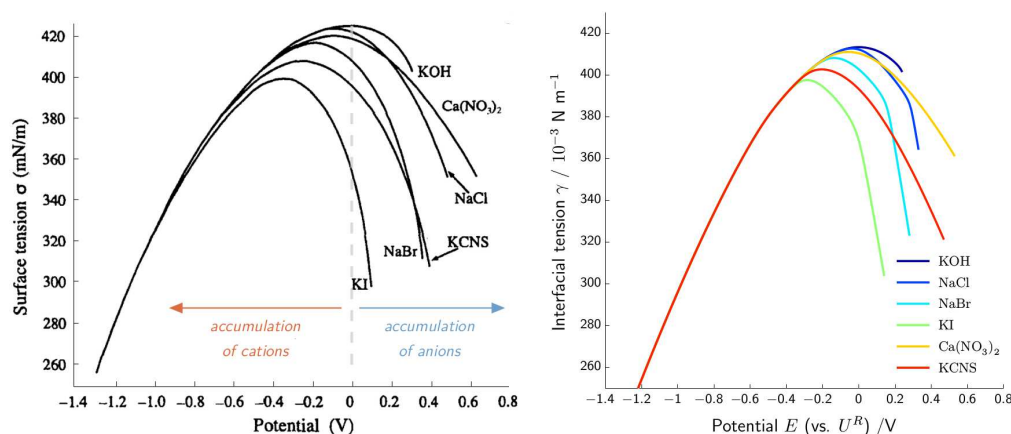 Surface tension σ (mN/m)
420
400
380
360
340
320
300
280
260
−1.4
−1.2
−1.0
−0.8
−0.6
−0.4
−0.2
0
0.2
0.4
0.6
0.8
Potential (V)
KOH
Ca(NO₃)₂
NaCl
KCNS
NaBr
KI
accumulation
of cations
accumulation
of anions
Interfacial tension γ / 10⁻³ N m⁻¹
420
400
380
360
340
320
300
280
260
-1.4
-1.2
-1
-0.8
-0.6
-0.4
-0.2
0
0.2
0.4
0.6
0.8
Potential E (vs. Uᴿ) /V
KOH
NaCl
NaBr
KI
Ca(NO₃)₂
KCNS